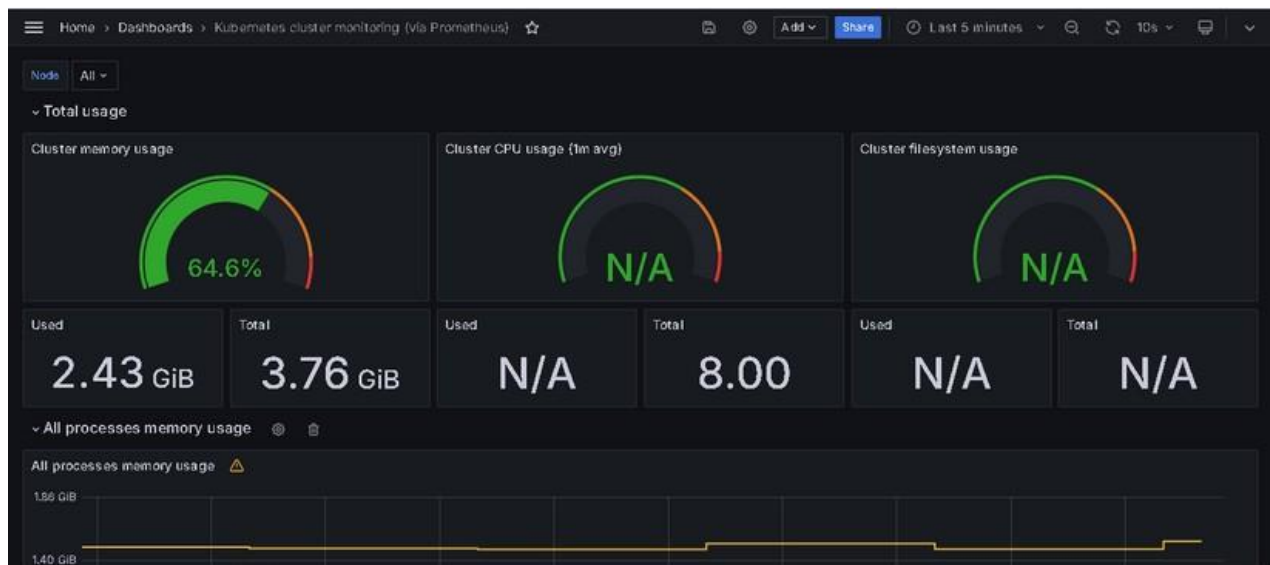 Home › Dashboards › Kubernetes cluster monitoring (via Prometheus)
Add
Share
Last 5 minutes
10s
Node
All
Total usage
Cluster memory usage
Cluster CPU usage (1m avg)
Cluster filesystem usage
64.6%
N/A
N/A
Used
Total
Used
Total
Used
Total
2.43 GiB
3.76 GiB
N/A
8.00
N/A
N/A
All processes memory usage
All processes memory usage
1.86 GiB
1.40 GiB